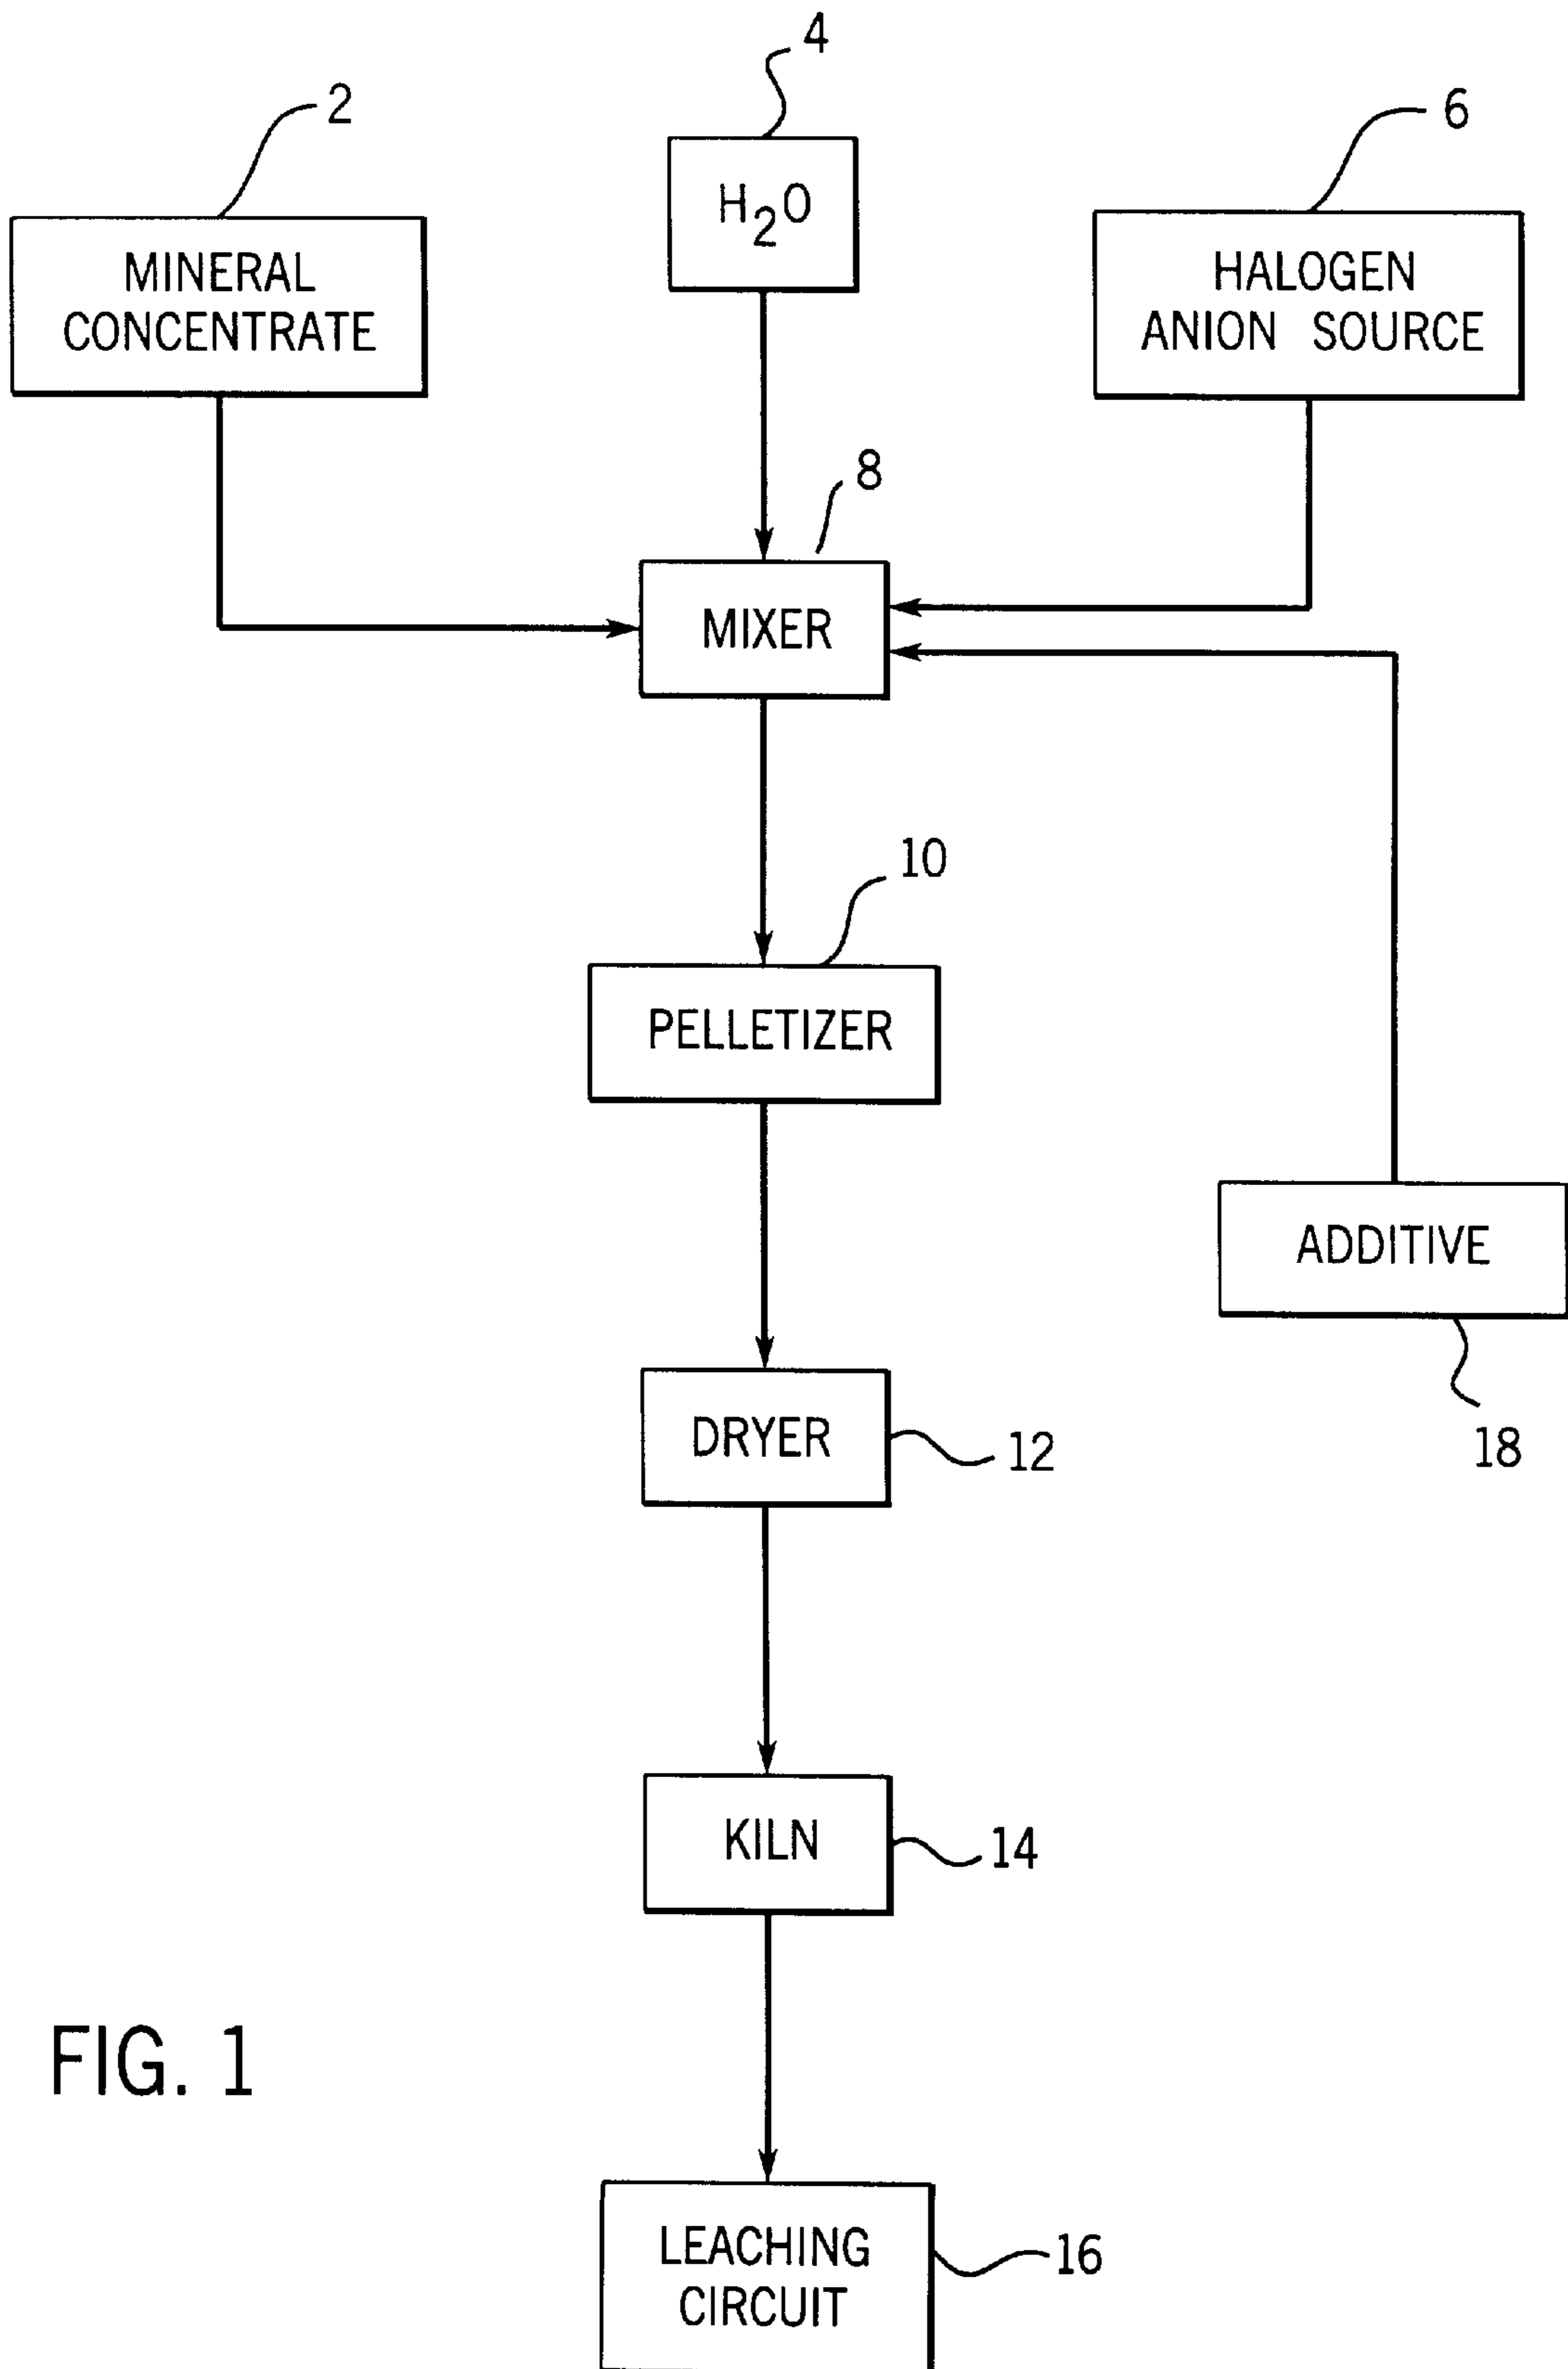 4
2
6
H2O
MINERAL
CONCENTRATE
HALOGEN
ANION SOURCE
8
MIXER
10
PELLETIZER
ADDITIVE
DRYER
12
18
KILN
14
FIG. 1
LEACHING
CIRCUIT
16